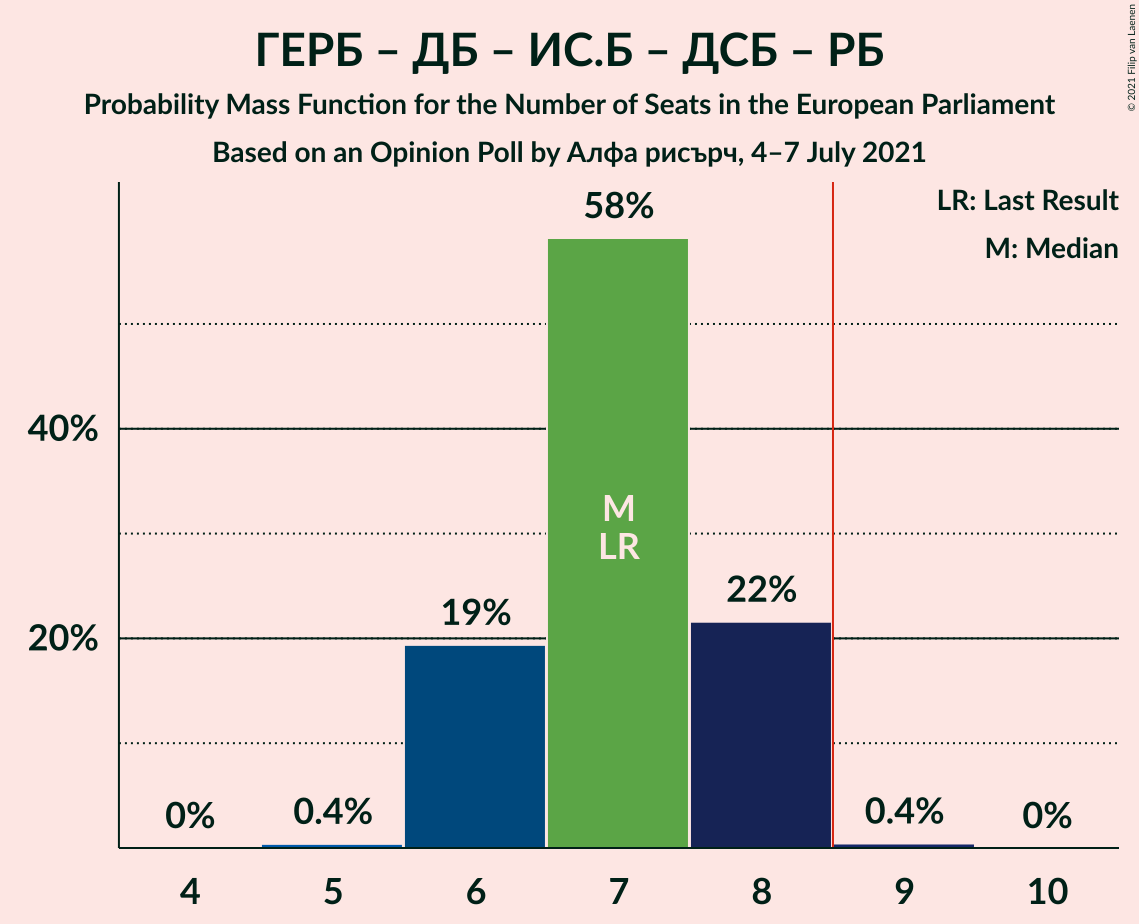 ГЕРБ – ДБ – ИС.Б – ДСБ – РБ
Probability Mass Function for the Number of Seats in the European Parliament
Based on an Opinion Poll by Алфа рисърч, 4–7 July 2021
© 2021 Filip van Laenen
LR: Last Result
M: Median
58%
40%
M
LR
22%
19%
20%
0%
0.4%
0.4%
0%
4
5
6
7
8
9
10